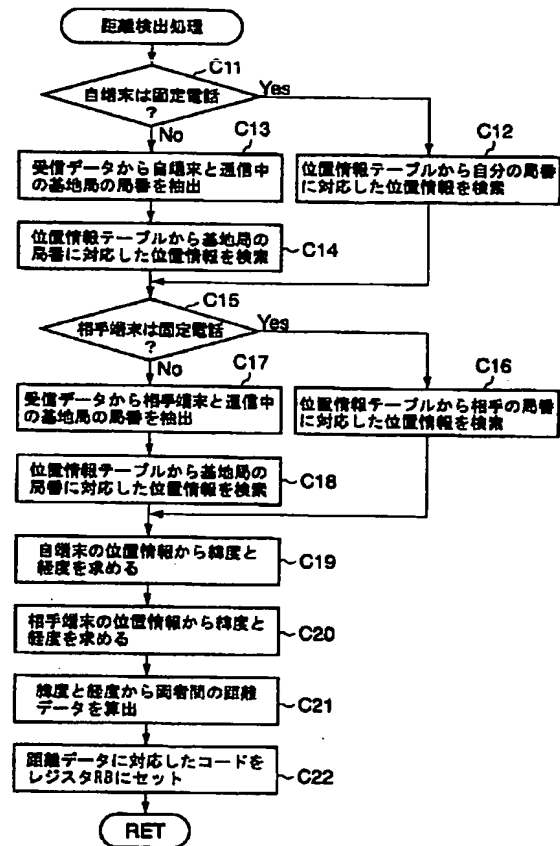 距離検出処理
C11
自端末は固定電話
?
Yes
No
C13
受信データから自端末と通信中
の基地局の局番を抽出
C12
位置情報テーブルから自分の局番
に対応した位置情報を検索
位置情報テーブルから基地局の
局番に対応した位置情報を検索
C14
C15
相手端末は固定電話
?
Yes
No
C17
受信データから相手端末と通信中
の基地局の局番を抽出
C16
位置情報テーブルから相手の局番
に対応した位置情報を検索
位置情報テーブルから基地局の
局番に対応した位置情報を検索
C18
自端末の位置情報から緯度と
経度を求める
C19
相手端末の位置情報から緯度と
経度を求める
C20
緯度と経度から両者間の距離
データを算出
C21
距離データに対応したコードを
レジスタRBにセット
C22
RET